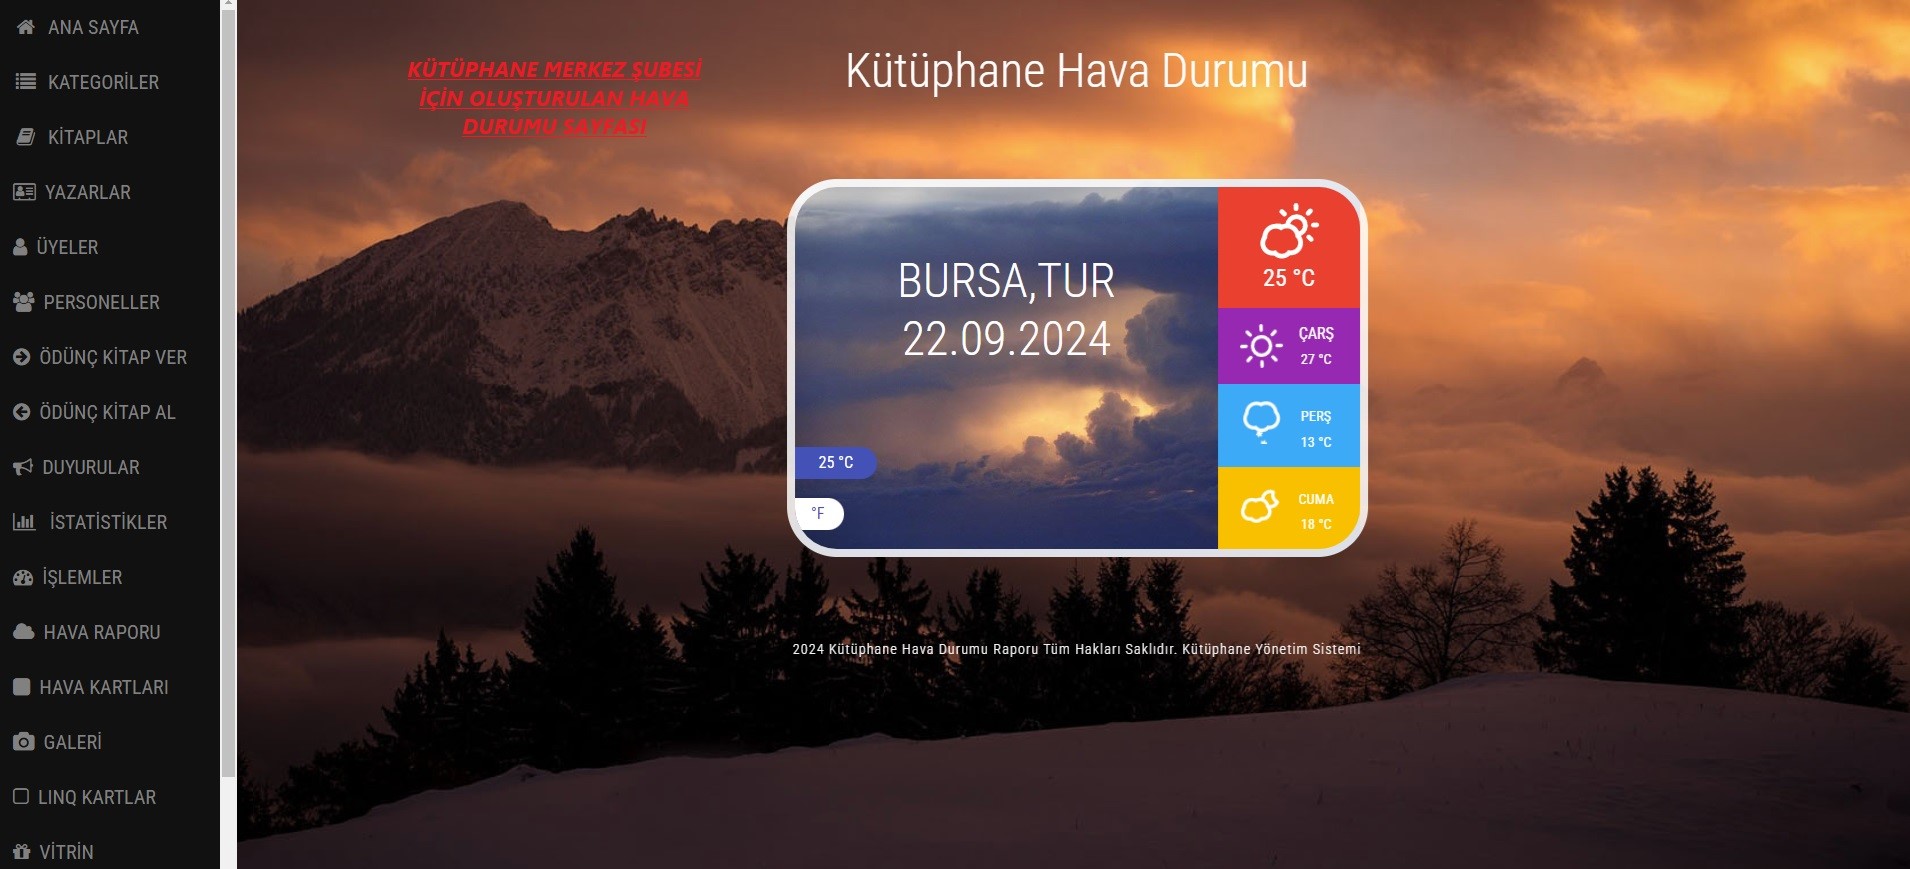 ANA SAYFA
KATEGORİLER
KİTAPLAR
YAZARLAR
ÜYELER
PERSONELLER
ÖDÜNÇ KİTAP VER
ÖDÜNÇ KİTAP AL
DUYURULAR
İSTATİSTİKLER
İŞLEMLER
HAVA RAPORU
HAVA KARTLARI
GALERİ
LINQ KARTLAR
VİTRİN
KÜTÜPHANE MERKEZ ŞUBESİ
İÇİN OLUŞTURULAN HAVA
DURUMU SAYFASI
Kütüphane Hava Durumu
BURSA,TUR
22.09.2024
25 °C
°F
25 °C
ÇARŞ
27 °C
PERŞ
13 °C
CUMA
18 °C
2024 Kütüphane Hava Durumu Raporu Tüm Hakları Saklıdır. Kütüphane Yönetim Sistemi